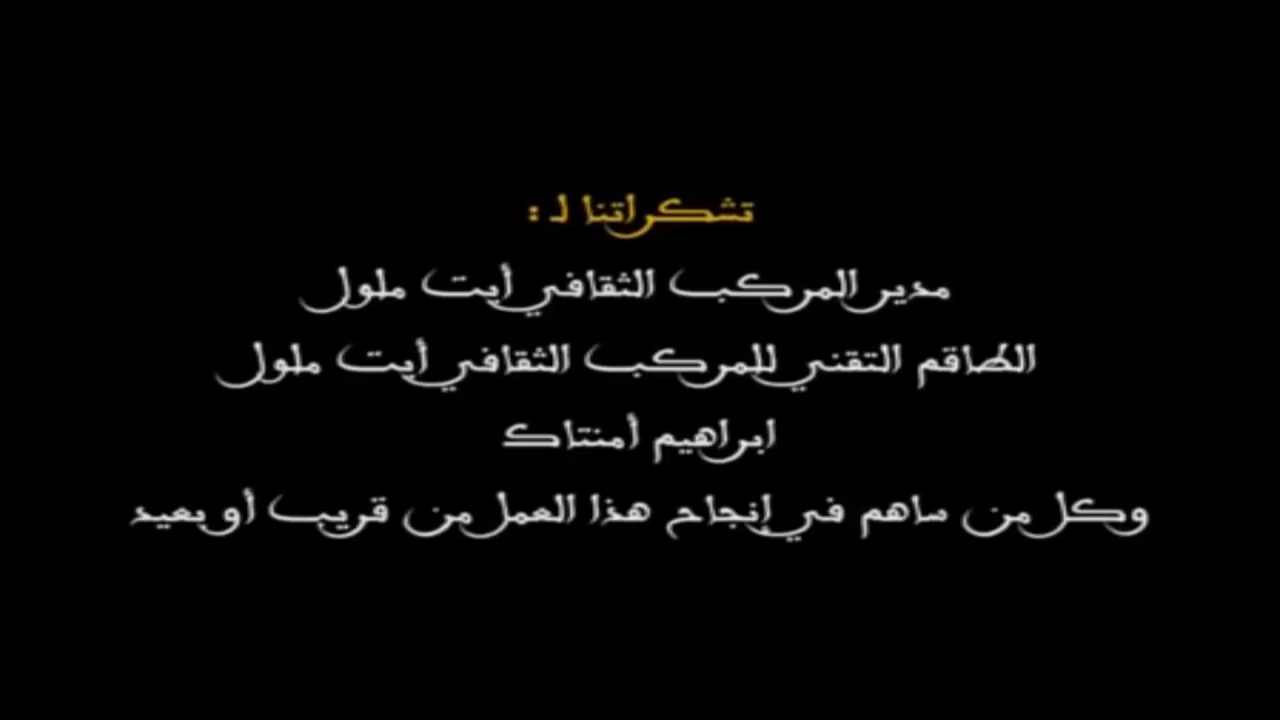 تشكراتنا لـ :
مدير المركب الثقافي أيت ملول
الطاقم التقني للمركب الثقافي أيت ملول
ابراهيم أمنتاك
وكل من ساهم في إنجاح هذا العمل من قريب أو بعيد